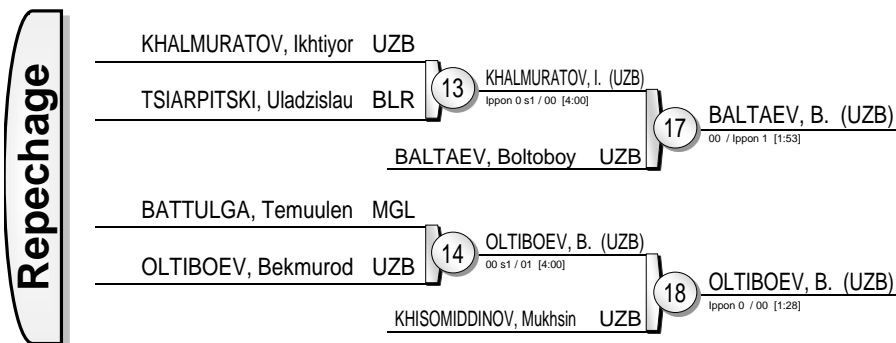 Repechage
KHALMURATOV, Ikhtiyor UZB
TSIARPITSKI, Uladzislau BLR
13
KHALMURATOV, I. (UZB)
Ippon 0 s1 / 00 [4:00]
BALTAEV, Boltoboy UZB
17
BALTAEV, B. (UZB)
00 / Ippon 1 [1:53]
BATTULGA, Temuulen MGL
OLTIBOEV, Bekmurod UZB
14
OLTIBOEV, B. (UZB)
00 s1 / 01 [4:00]
KHISOMIDDINOV, Mukhsin UZB
18
OLTIBOEV, B. (UZB)
Ippon 0 / 00 [1:28]